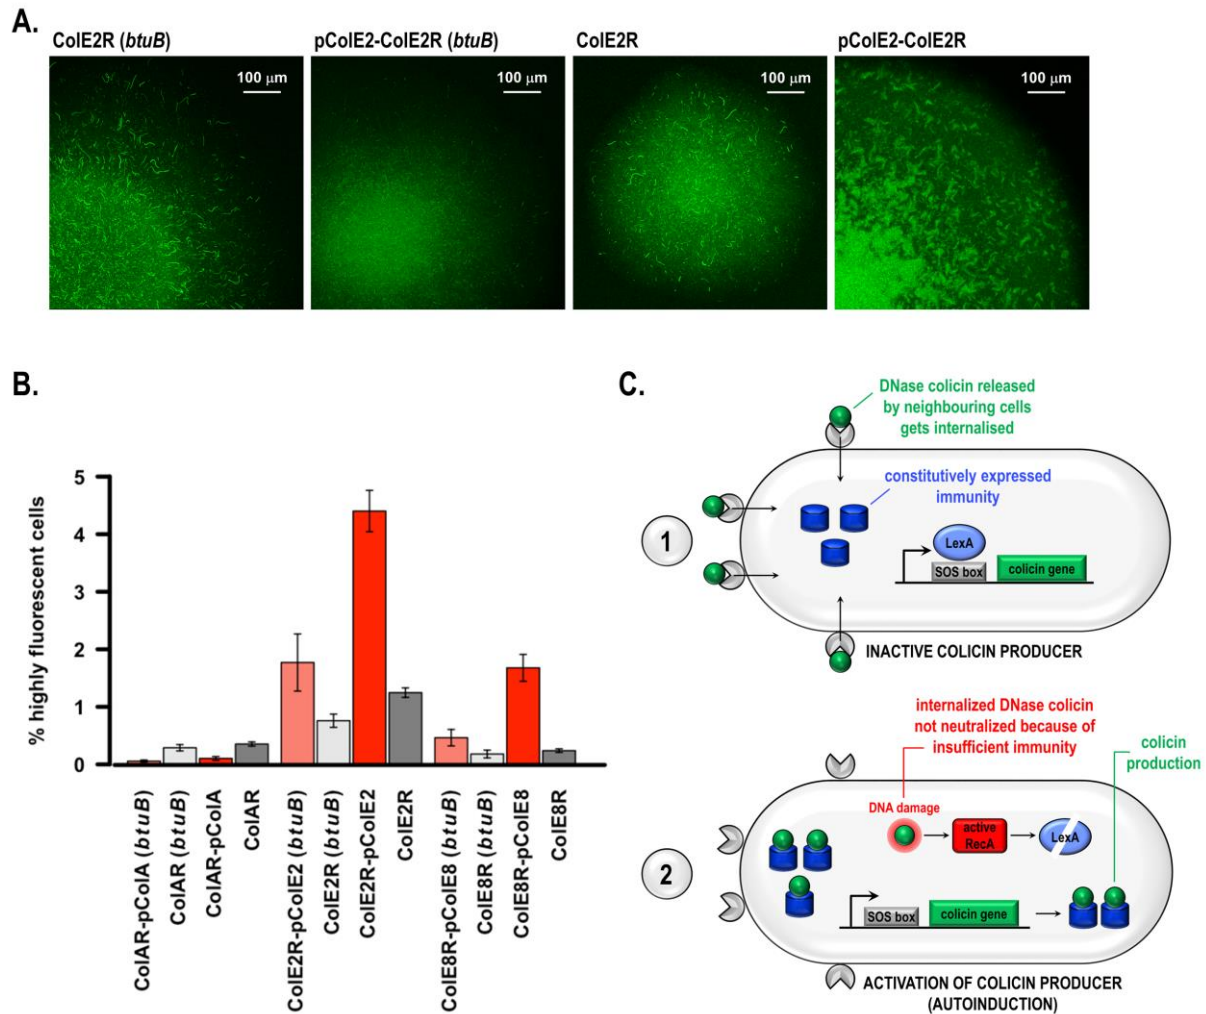 A.
ColE2R (btuB)
pColE2-ColE2R (btuB)
ColE2R
pColE2-ColE2R
100 μm
100 μm
100 μm
100 μm
B.
% highly fluorescent cells
5
4
3
2
1
0
ColAR-pColA (btuB)
ColAR (btuB)
ColAR-pColA
ColAR
ColE2R-pColE2 (btuB)
ColE2R (btuB)
ColE2R-pColE2
ColE2R
ColE8R-pColE8 (btuB)
ColE8R (btuB)
ColE8R-pColE8
ColE8R
C.
DNase colicin released
by neighbouring cells
gets internalised
constitutively expressed
immunity
1
LexA
SOS box
colicin gene
INACTIVE COLICIN PRODUCER
internalized DNase colicin
not neutralized because of
insufficient immunity
colicin
production
DNA damage
active
RecA
LexA
2
SOS box
colicin gene
ACTIVATION OF COLICIN PRODUCER
(AUTOINDUCTION)